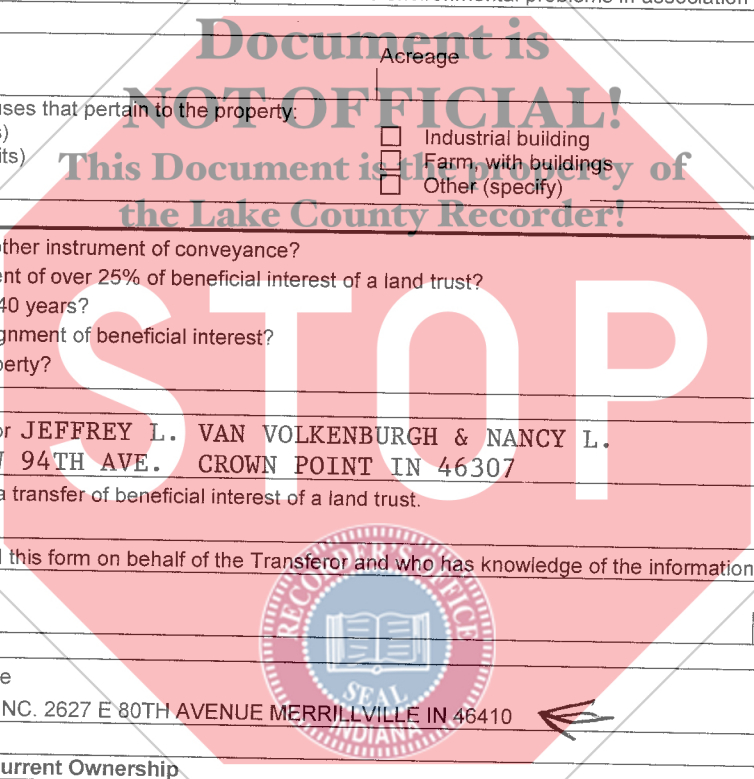 environmental problems in association
Document is
Acreage
uses that pertain to the property:
NOT OFFICIAL!
s)
Industrial building
its)
This Document is the property of
Farm, with buildings
Other (specify)
the Lake County Recorder!
other instrument of conveyance?
ent of over 25% of beneficial interest of a land trust?
40 years?
gnment of beneficial interest?
perty?
STOP
or JEFFREY L. VAN VOLKENBURGH & NANCY L.
94TH AVE. CROWN POINT IN 46307
a transfer of beneficial interest of a land trust.
this form on behalf of the Transferor and who has knowledge of the information
RECORDER'S OFFICE
SEAL
INDIANA
e
NC. 2627 E 80TH AVENUE MERRILLVILLE IN 46410
urrent Ownership